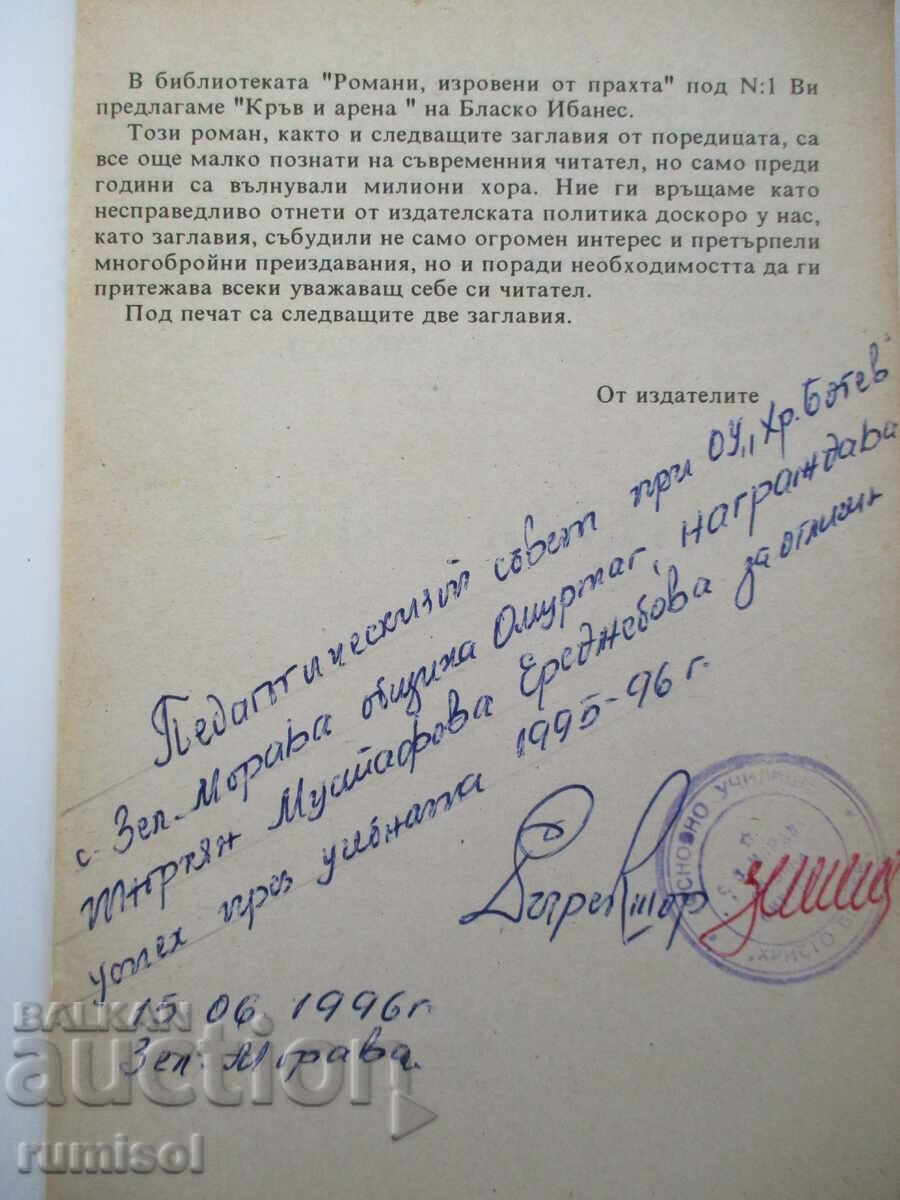 В библиотеката "Романи, изровени от прахта" под N:1 Ви
предлагаме "Кръв и арена " на Бласко Ибанес.
Този роман, както и следващите заглавия от поредицата, са
все още малко познати на съвременния читател, но само преди
години са вълнували милиони хора. Ние ги връщаме като
несправедливо отнети от издателската политика доскоро у нас,
като заглавия, събудили не само огромен интерес и претърпели
многобройни преиздавания, но и поради необходимостта да ги
притежава всеки уважаващ себе си читател.
Под печат са следващите две заглавия.
От издателите
Педагогическият съвет при ОУ „Хр. Ботев"
с. Зел. Морава община Омуртаг, награждава
Мустафова Ереджебова за отличен
успех през учебната 1995-96 г.
Директор
ОСНОВНО УЧИЛИЩЕ
ХРИСТО
15.06.1996 г.
Зел. Морава.
BALKAN
auction
rumisol